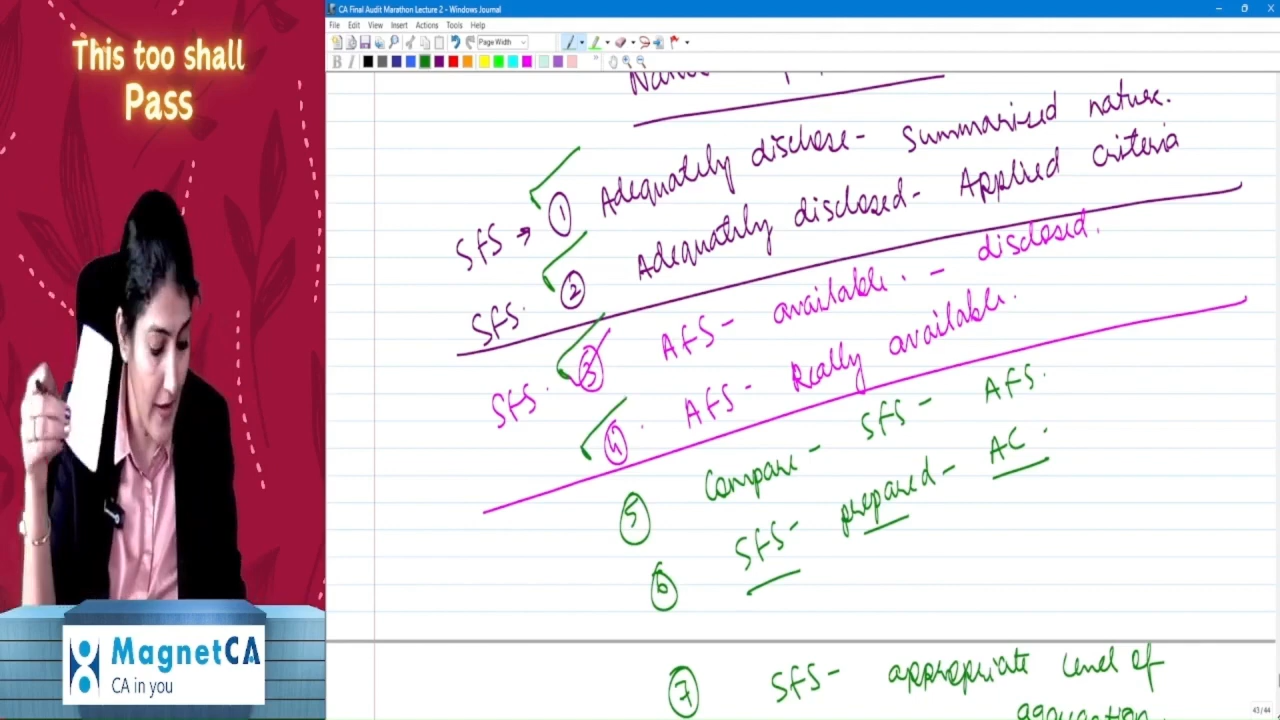 This too shall
Pass
CA Final Audit Marathon Lecture 2 - Windows Journal
File Edit View Insert Actions Tools Help
Page Width
B I
SFS → ① Adequately disclose - Summarised nature.
SFS. ② Adequately disclosed - Applied Criteria
SFS. ③ AFS - available. - disclosed.
④. AFS - Really available.
⑤ Compare - SFS - AFS.
⑥ SFS - prepared - AC.
⑦ SFS - appropriate level of
aggregation
MagnetCA
CA in you
43/44